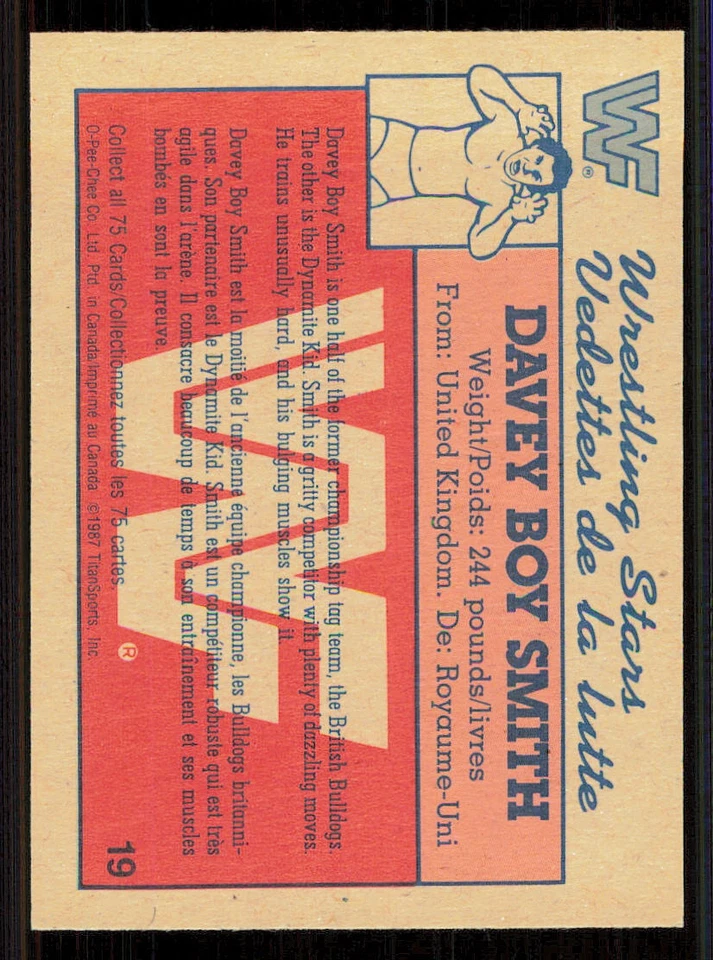 WF
®
Wrestling Stars
Vedettes de la lutte
DAVEY BOY SMITH
Weight/Poids: 244 pounds/livres
From: United Kingdom. De: Royaume-Uni
Davey Boy Smith is one half of the former championship tag team, the British Bulldogs.
The other is the Dynamite Kid. Smith is a gritty competitor with plenty of dazzling moves.
He trains unusually hard, and his bulging muscles show it.
Davey Boy Smith est la moitié de l'ancienne équipe championne, les Bulldogs britanni-
ques. Son partenaire est le Dynamite Kid. Smith est un compétiteur robuste qui est très
agile dans l'arène. Il consacre beaucoup de temps à son entraînement et ses muscles
bombés en sont la preuve.
Collect all 75 Cards/Collectionnez toutes les 75 cartes.
O-Pee-Chee Co. Ltd. Ptd. in Canada/Imprimé au Canada ©1987 TitanSports, Inc
®
19